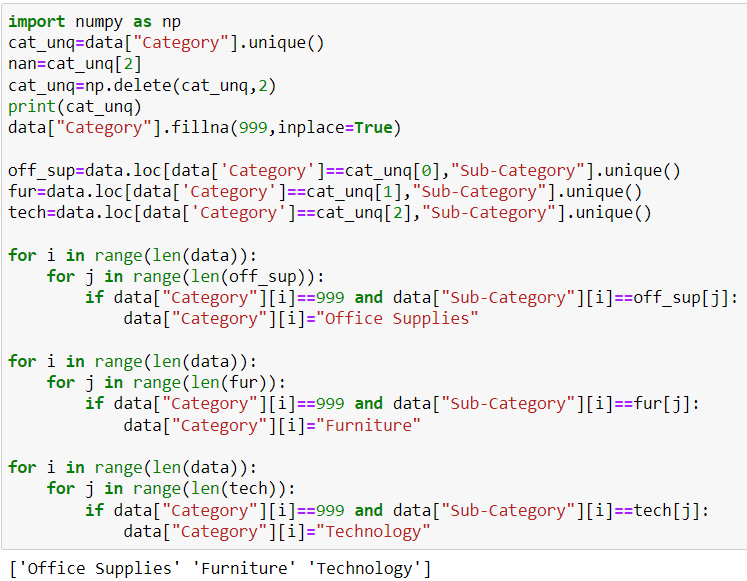 import numpy as np
cat_unq=data["Category"].unique()
nan=cat_unq[2]
cat_unq=np.delete(cat_unq,2)
print(cat_unq)
data["Category"].fillna(999,inplace=True)

off_sup=data.loc[data['Category']==cat_unq[0],"Sub-Category"].unique()
fur=data.loc[data['Category']==cat_unq[1],"Sub-Category"].unique()
tech=data.loc[data['Category']==cat_unq[2],"Sub-Category"].unique()

for i in range(len(data)):
    for j in range(len(off_sup)):
        if data["Category"][i]==999 and data["Sub-Category"][i]==off_sup[j]:
            data["Category"][i]="Office Supplies"

for i in range(len(data)):
    for j in range(len(fur)):
        if data["Category"][i]==999 and data["Sub-Category"][i]==fur[j]:
            data["Category"][i]="Furniture"

for i in range(len(data)):
    for j in range(len(tech)):
        if data["Category"][i]==999 and data["Sub-Category"][i]==tech[j]:
            data["Category"][i]="Technology"

['Office Supplies' 'Furniture' 'Technology']